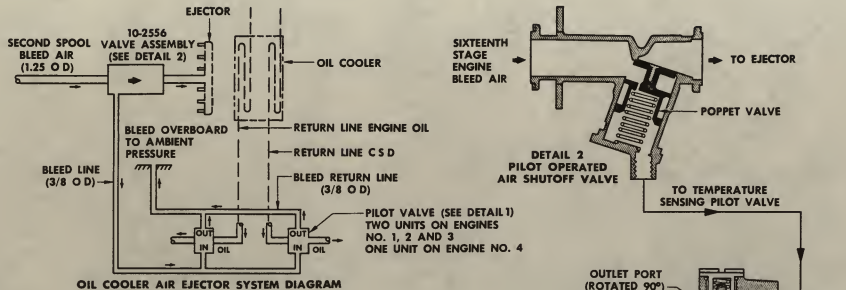 EJECTOR
10-2556
VALVE ASSEMBLY
(SEE DETAIL 2)
SECOND SPOOL
BLEED AIR
(1.25 O D)
OIL COOLER
BLEED OVERBOARD
TO AMBIENT
PRESSURE
RETURN LINE ENGINE OIL
RETURN LINE C S D
BLEED LINE
(3/8 O D)
BLEED RETURN LINE
(3/8 O D)
OUT
IN
OIL
OUT
IN
OIL
PILOT VALVE (SEE DETAIL 1)
TWO UNITS ON ENGINES
NO. 1, 2 AND 3
ONE UNIT ON ENGINE NO. 4
OIL COOLER AIR EJECTOR SYSTEM DIAGRAM
SIXTEENTH
STAGE
ENGINE
BLEED AIR
TO EJECTOR
POPPET VALVE
DETAIL 2
PILOT OPERATED
AIR SHUTOFF VALVE
TO TEMPERATURE
SENSING PILOT VALVE
OUTLET PORT
(ROTATED 90°)